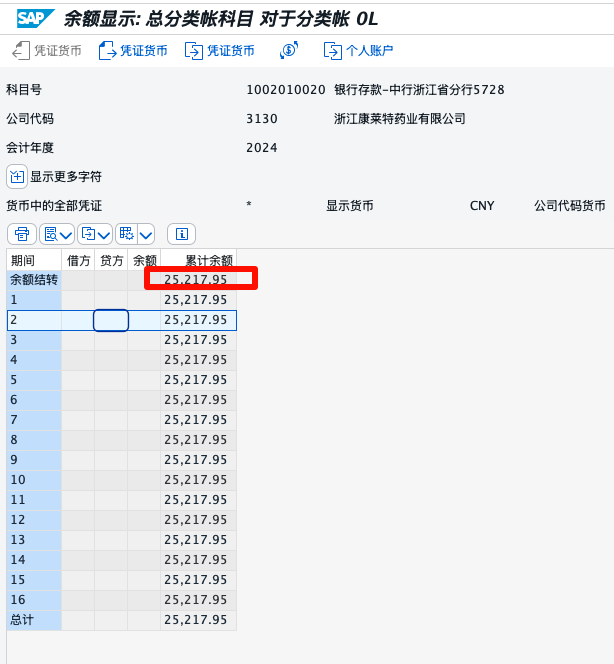 SAP 余额显示: 总分类帐科目 对于分类帐 0L
凭证货币 凭证货币 凭证货币 个人账户
科目号 1002010020 银行存款-中行浙江省分行5728
公司代码 3130 浙江康莱特药业有限公司
会计年度 2024
显示更多字符
货币中的全部凭证 * 显示货币 CNY 公司代码货币
期间 借方 贷方 余额 累计余额
余额结转 25,217.95
1 25,217.95
2 25,217.95
3 25,217.95
4 25,217.95
5 25,217.95
6 25,217.95
7 25,217.95
8 25,217.95
9 25,217.95
10 25,217.95
11 25,217.95
12 25,217.95
13 25,217.95
14 25,217.95
15 25,217.95
16 25,217.95
总计 25,217.95